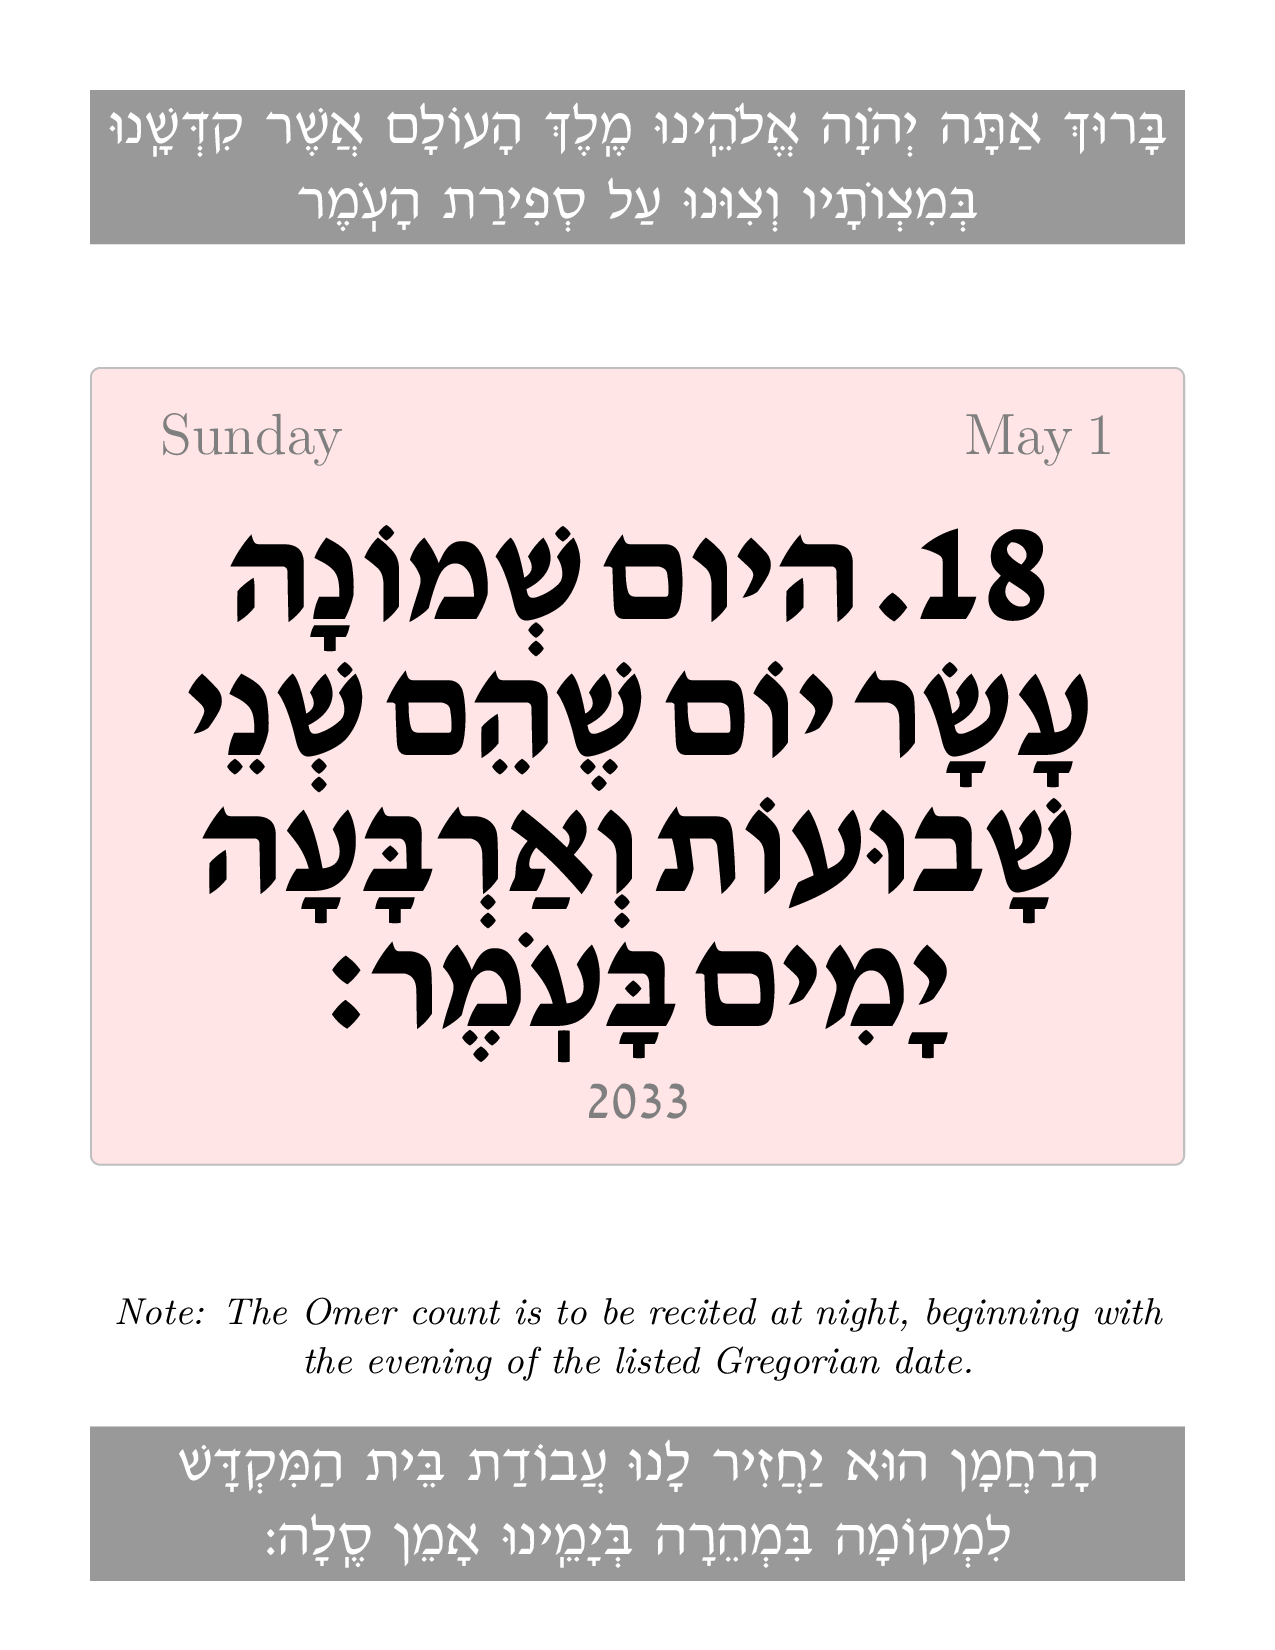 בָּרוּךְ אַתָּה יְהֹוָה אֱלֹהֵֽינוּ מֶֽלֶךְ הָעוֹלָם אֲשֶׁר קִדְּשָֽׁנוּ
בְּמִצְוֹתָיו וְצִוּנוּ עַל סְפִירַת הָעֹֽמֶר
Sunday May 1
18. היום שְׁמוֹנָה
עָשָׂר יוֹם שֶׁהֵם שְׁנֵי
שָׁבוּעוֹת וְאַרְבָּעָה
יָמִים בָּעֹֽמֶר:
2033
Note: The Omer count is to be recited at night, beginning with
the evening of the listed Gregorian date.
הָרַחֲמָן הוּא יַחֲזִיר לָנוּ עֲבוֹדַת בֵּית הַמִּקְדָּשׁ
לִמְקוֹמָה בִּמְהֵרָה בְּיָמֵֽינוּ אָמֵן סֶֽלָה: